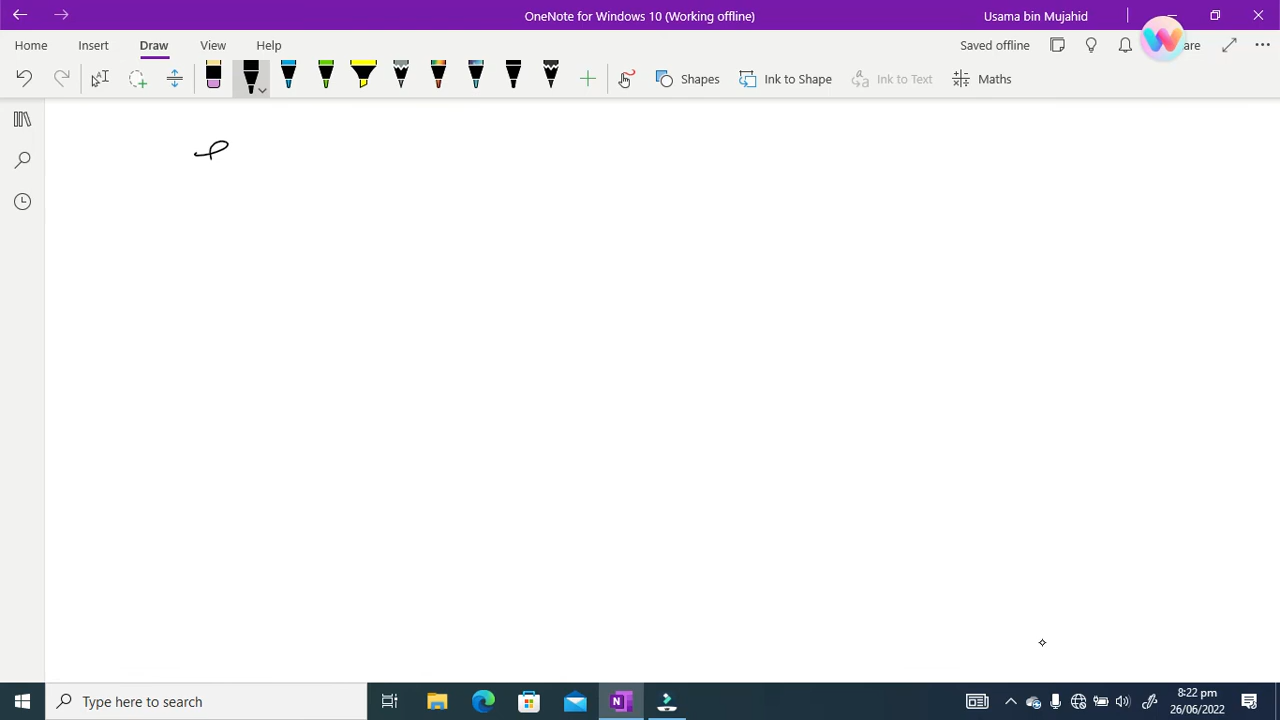 OneNote for Windows 10 (Working offline)
Usama bin Mujahid
Home Insert Draw View Help
Saved offline
are
Shapes Ink to Shape Ink to Text Maths
Type here to search
8:22 pm
26/06/2022